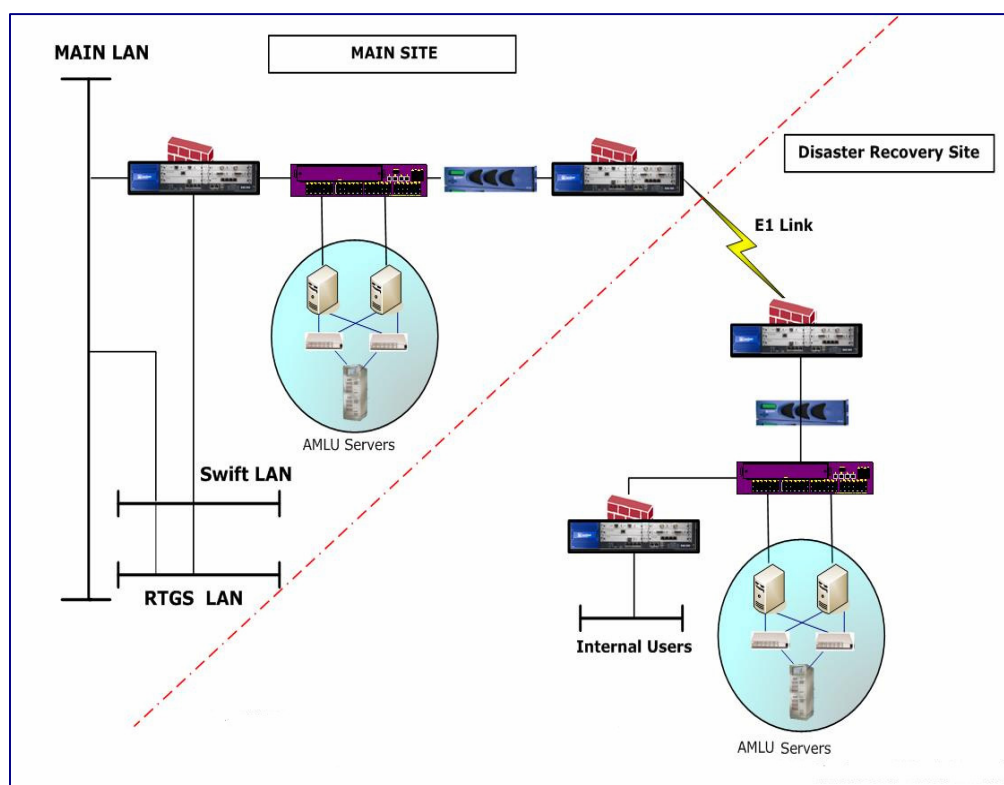 MAIN LAN
MAIN SITE
Disaster Recovery Site
E1 Link
AMLU Servers
Swift LAN
RTGS LAN
Internal Users
AMLU Servers